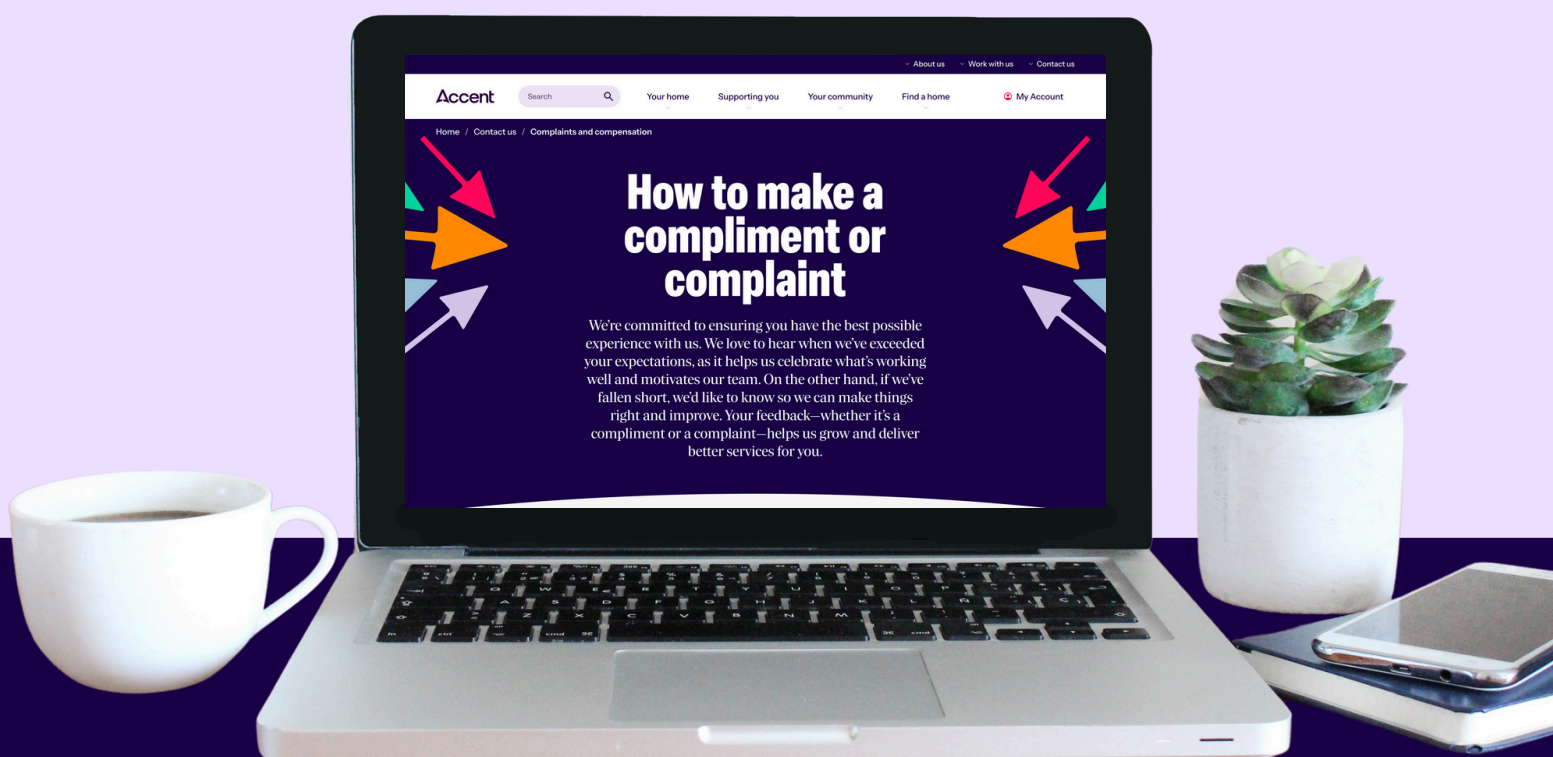 About us Work with us Contact us
Accent Search Your home Supporting you Your community Find a home My Account
Home / Contact us / Complaints and compensation
How to make a
compliment or
complaint
We're committed to ensuring you have the best possible
experience with us. We love to hear when we've exceeded
your expectations, as it helps us celebrate what's working
well and motivates our team. On the other hand, if we've
fallen short, we'd like to know so we can make things
right and improve. Your feedback—whether it's a
compliment or a complaint—helps us grow and deliver
better services for you.